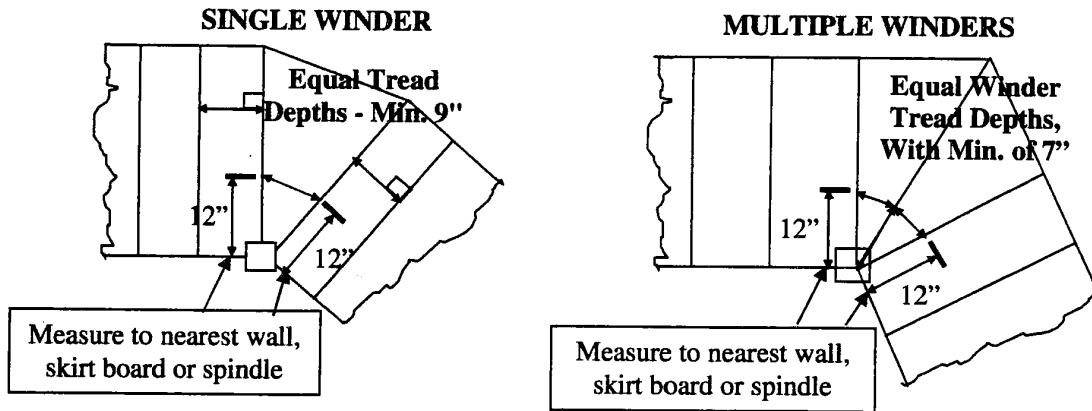 SINGLE WINDER
Equal Tread
Depths - Min. 9"
12”
12”
Measure to nearest wall,
skirt board or spindle
MULTIPLE WINDERS
Equal Winder
Tread Depths,
With Min. of 7”
12”
12”
Measure to nearest wall,
skirt board or spindle